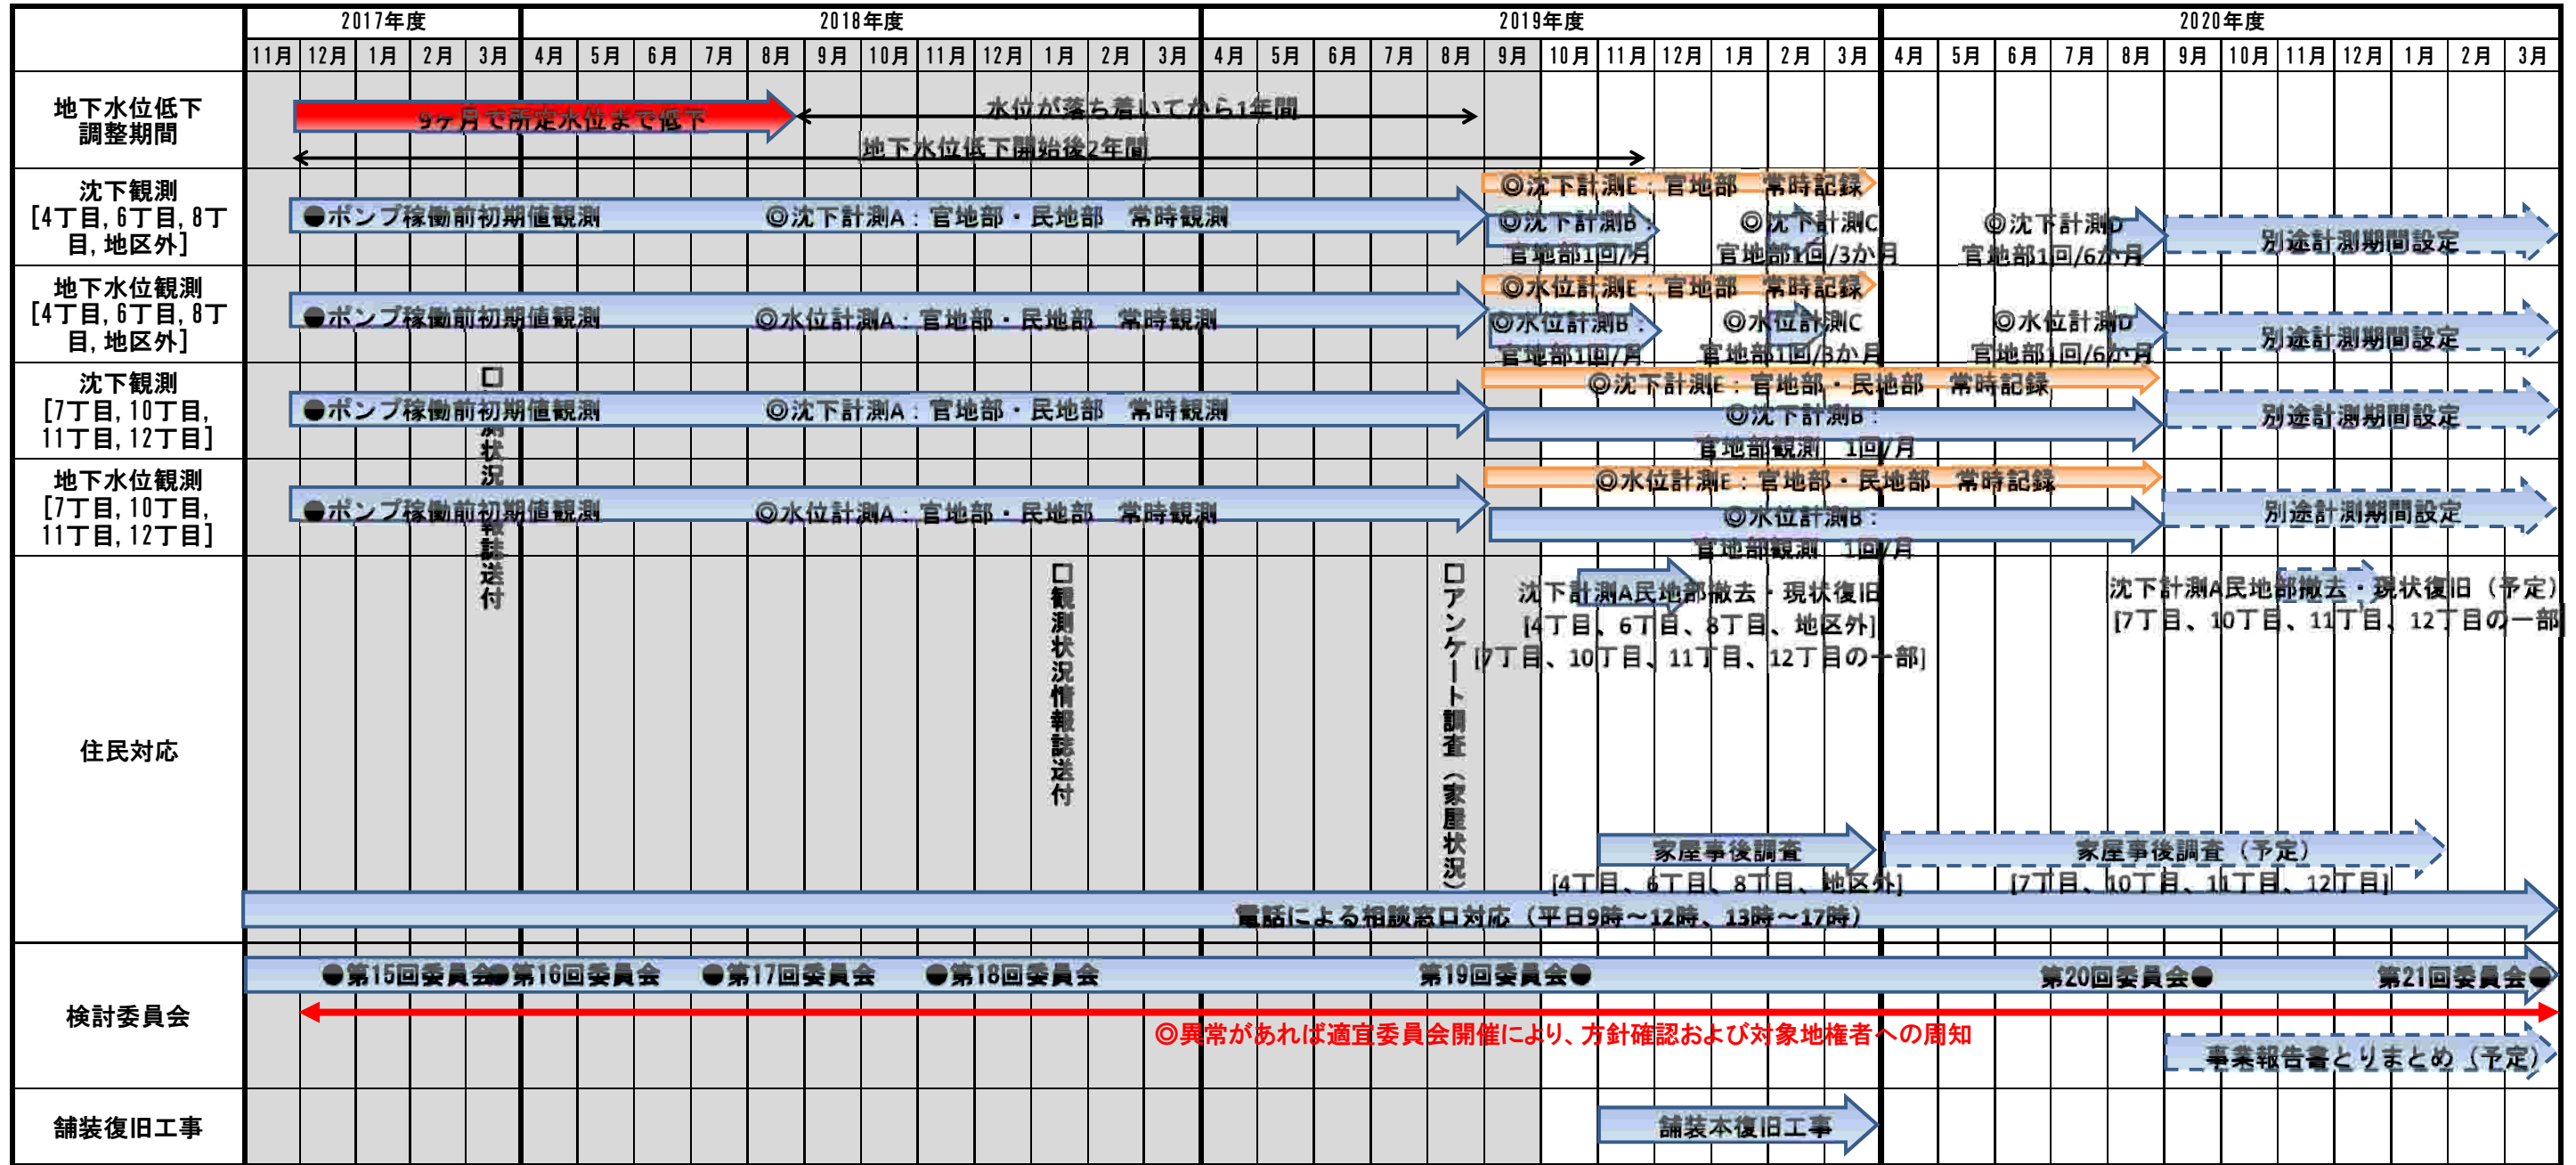 2017年度 2018年度 2019年度 2020年度
11月 12月 1月 2月 3月 4月 5月 6月 7月 8月 9月 10月 11月 12月 1月 2月 3月 4月 5月 6月 7月 8月 9月 10月 11月 12月 1月 2月 3月 4月 5月 6月 7月 8月 9月 10月 11月 12月 1月 2月 3月
地下水位低下
調整期間
9ヶ月で所定水位まで低下
水位が落ち着いてから1年間
地下水位低下開始後2年間
沈下観測
[4丁目,6丁目,8丁
目,地区外]
●ポンプ稼働前初期値観測
◎沈下計測A:官地部・民地部 常時観測
◎沈下計測E:官地部 常時記録
◎沈下計測B:
官地部1回/月
◎沈下計測C
官地部1回/3か月
◎沈下計測D
官地部1回/6か月
別途計測期間設定
地下水位観測
[4丁目,6丁目,8丁
目,地区外]
●ポンプ稼働前初期値観測
◎水位計測A:官地部・民地部 常時観測
◎水位計測E:官地部 常時記録
◎水位計測B:
官地部1回/月
◎水位計測C
官地部1回/3か月
◎水位計測D
官地部1回/6か月
別途計測期間設定
沈下観測
[7丁目,10丁目,
11丁目,12丁目]
●ポンプ稼働前初期値観測
◎沈下計測A:官地部・民地部 常時観測
◎沈下計測E:官地部・民地部 常時記録
◎沈下計測B:
官地部観測 1回/月
別途計測期間設定
地下水位観測
[7丁目,10丁目,
11丁目,12丁目]
●ポンプ稼働前初期値観測
◎水位計測A:官地部・民地部 常時観測
◎水位計測E:官地部・民地部 常時記録
◎水位計測B:
官地部観測 1回/月
別途計測期間設定
住民対応
□測状況報誌送付
□観測状況情報誌送付
□アンケート調査(家屋状況)
沈下計測A民地部撤去・現状復旧
[4丁目、6丁目、8丁目、地区外]
[7丁目、10丁目、11丁目、12丁目の一部]
沈下計測A民地部撤去・現状復旧(予定)
[7丁目、10丁目、11丁目、12丁目の一部]
家屋事後調査
[4丁目、6丁目、8丁目、地区外]
家屋事後調査(予定)
[7丁目、10丁目、11丁目、12丁目]
電話による相談窓口対応(平日9時~12時、13時~17時)
検討委員会
●第15回委員会 ●第16回委員会 ●第17回委員会 ●第18回委員会 第19回委員会● 第20回委員会● 第21回委員会●
◎異常があれば適宜委員会開催により、方針確認および対象地権者への周知
事業報告書とりまとめ(予定)
舗装復旧工事
舗装本復旧工事